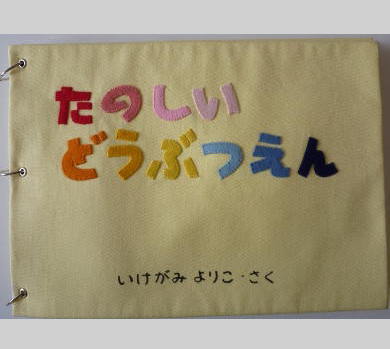 たのしい
どうぶつえん
いけがみ よりこ・さく